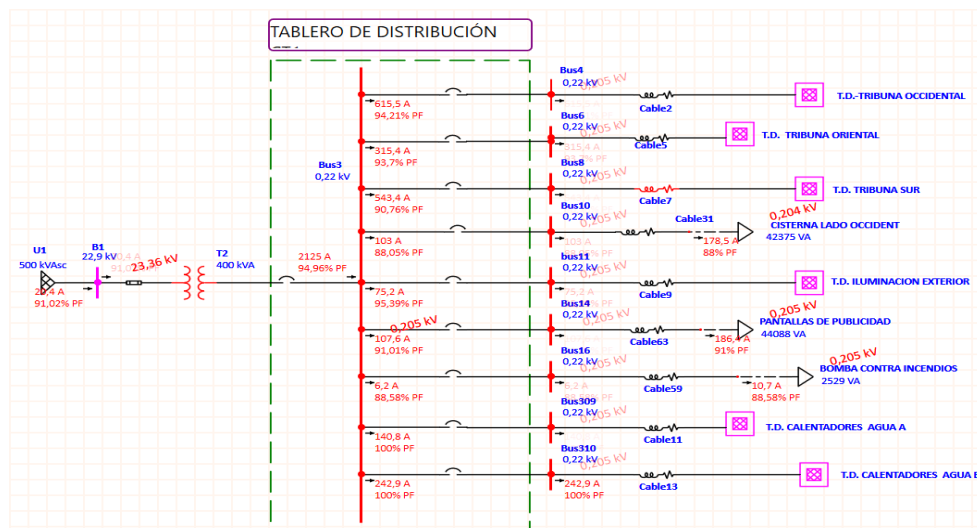 TABLERO DE DISTRIBUCIÓN
Bus4
0,22 kV
0,205 kV
615,5 A
94,21% PF
Cable2
T.D.-TRIBUNA OCCIDENTAL
Bus6
0,22 kV
0,205 kV
315,4 A
93,7% PF
315,4 A
Cable5
T.D. TRIBUNA ORIENTAL
Bus3
0,22 kV
Bus8
0,22 kV
0,205 kV
543,4 A
90,76% PF
Cable7
T.D. TRIBUNA SUR
Bus10
0,22 kV
0,205 kV
103 A
88,05% PF
103 A
Cable31
178,5 A
88% PF
0,204 kV
CISTERNA LADO OCCIDENT
42375 VA
U1
500 kVAsc
91,02% PF
B1
22,9 kV
23,36 kV
T2
400 kVA
2125 A
94,96% PF
bus11
0,22 kV
0,205 kV
75,2 A
95,39% PF
75,2 A
Cable9
T.D. ILUMINACION EXTERIOR
Bus14
0,22 kV
0,205 kV
0,205 kV
107,6 A
91,01% PF
Cable63
186,4 A
91% PF
0,205 kV
PANTALLAS DE PUBLICIDAD
44088 VA
Bus16
0,22 kV
0,205 kV
6,2 A
88,58% PF
6,2 A
Cable59
10,7 A
88,58% PF
0,205 kV
BOMBA CONTRA INCENDIOS
2529 VA
Bus309
0,22 kV
0,205 kV
140,8 A
100% PF
Cable11
T.D. CALENTADORES AGUA A
Bus310
0,22 kV
0,205 kV
242,9 A
100% PF
242,9 A
100% PF
Cable13
T.D. CALENTADORES AGUA B